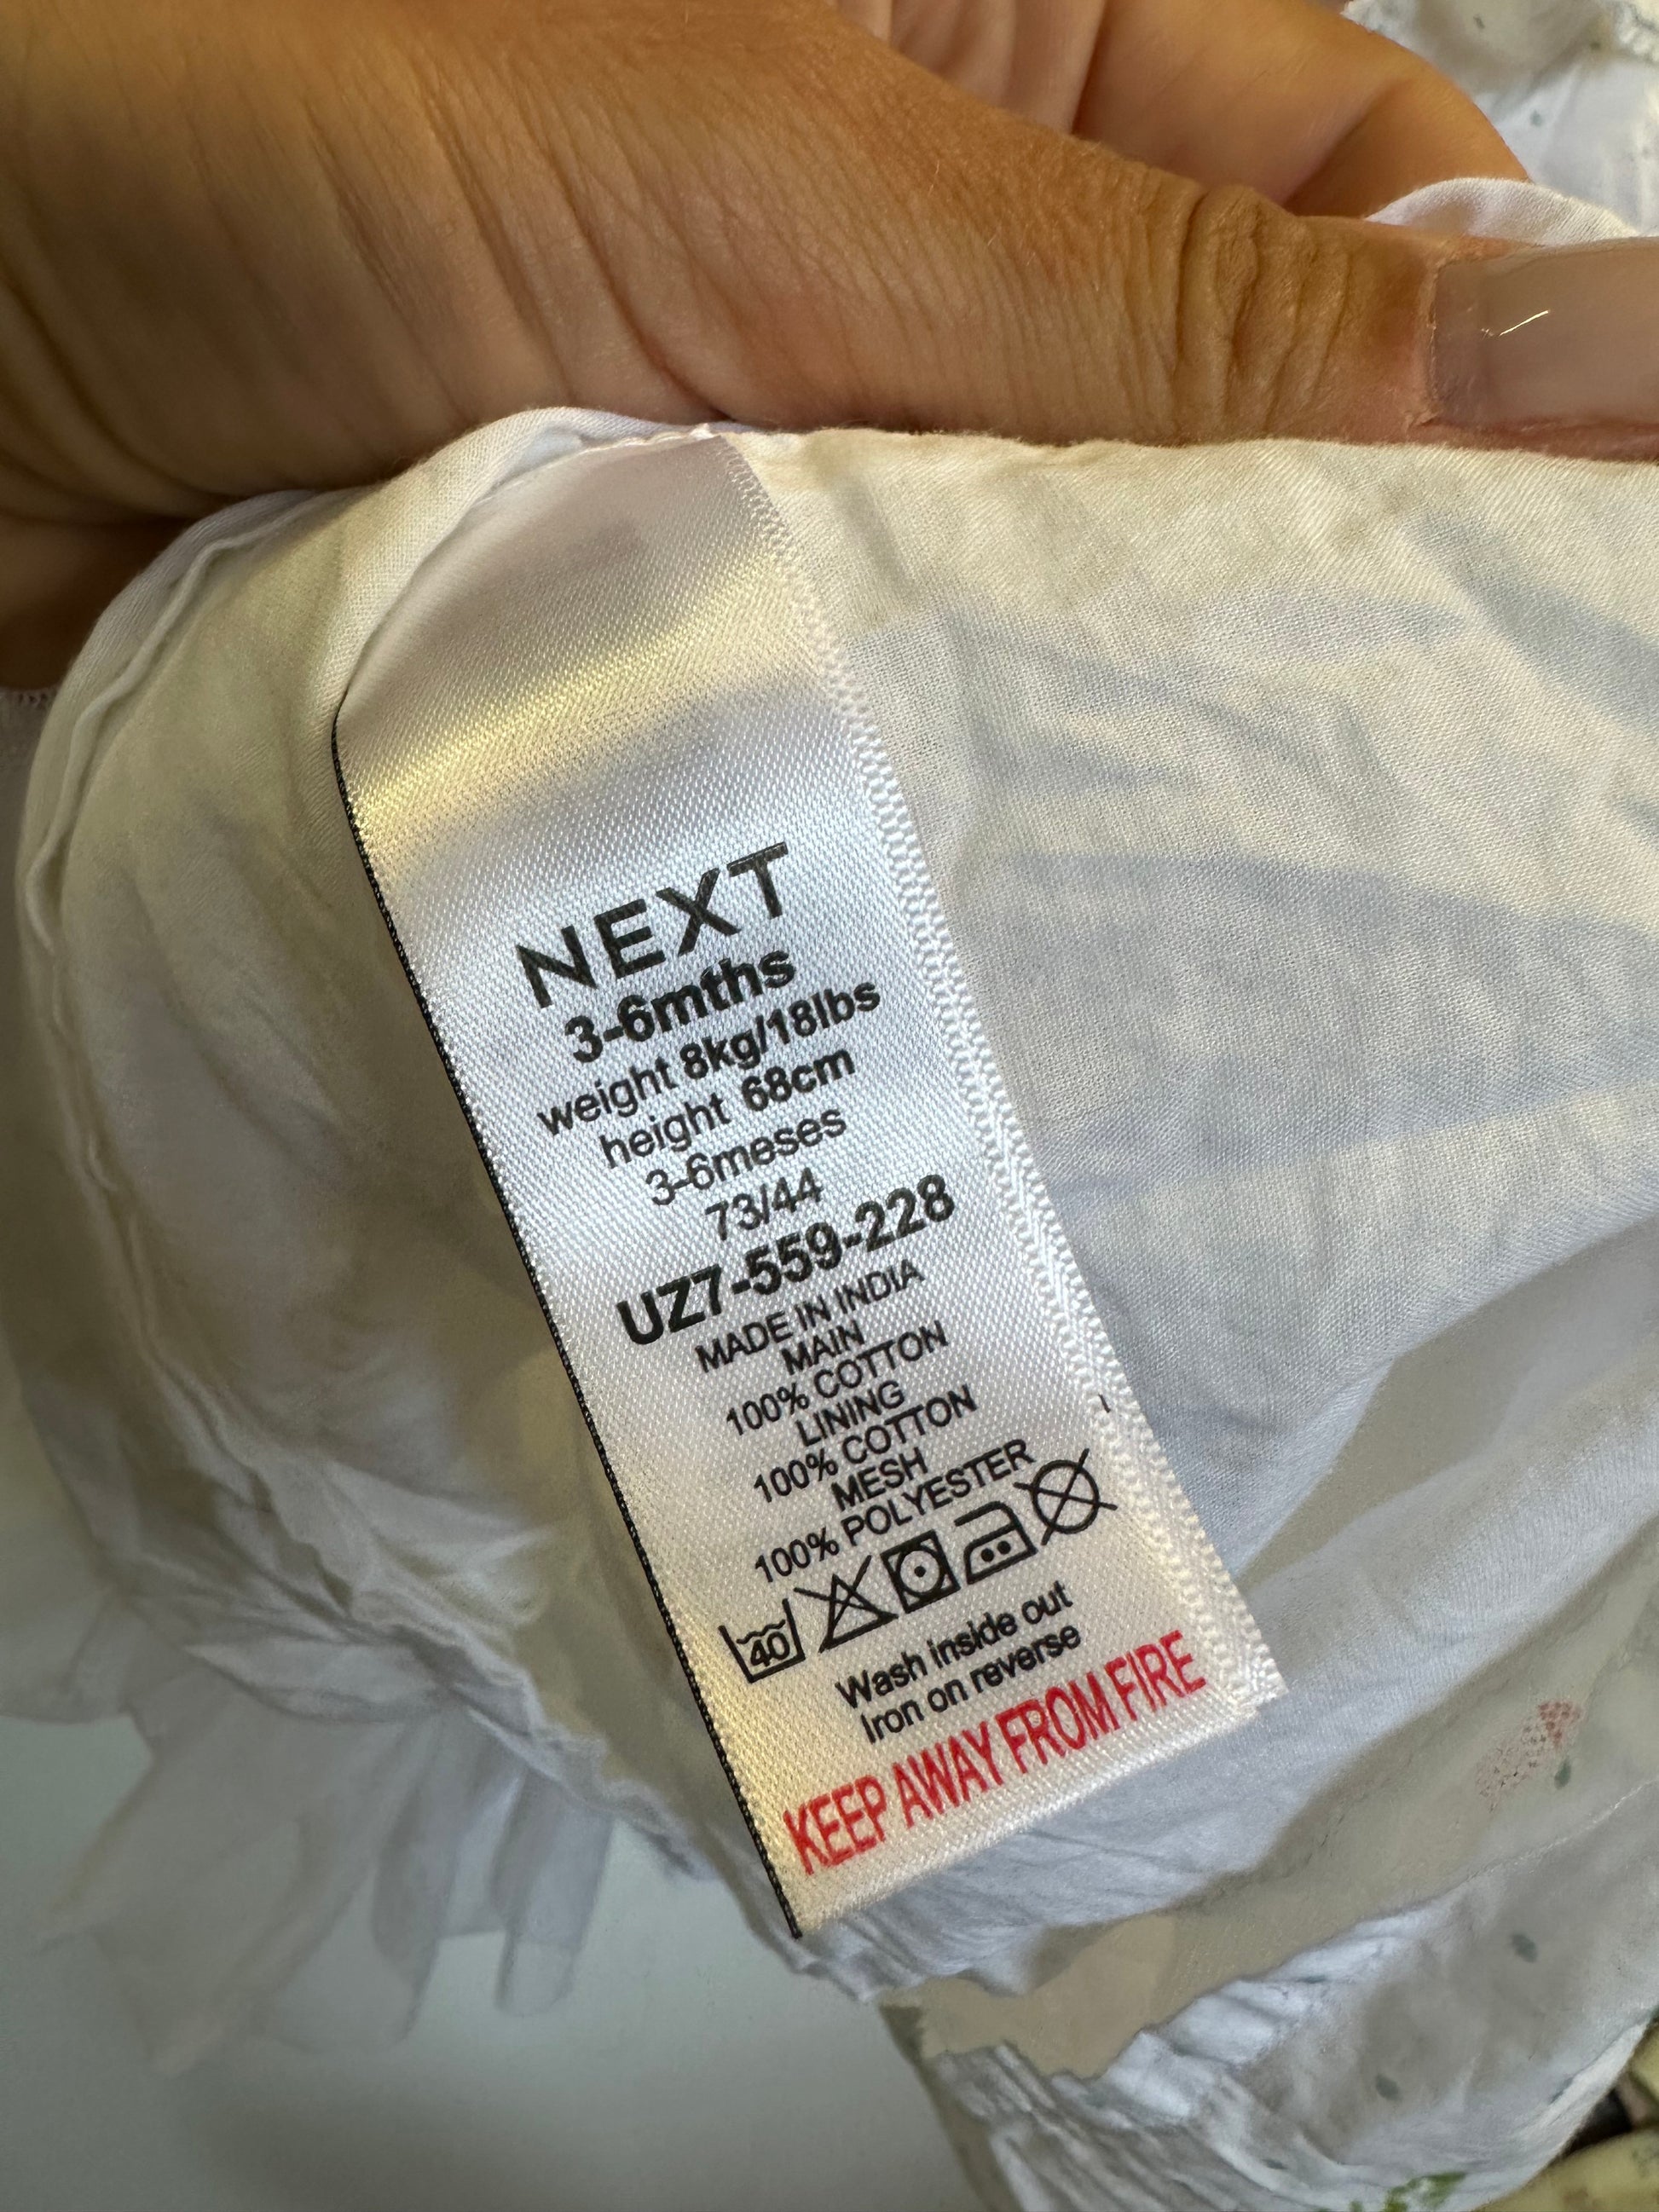 NEXT
3-6mths
weight 8kg/18lbs
height 68cm
3-6meses
73/44
UZ7-559-228
MADE IN INDIA
MAIN
100% COTTON
LINING
100% COTTON
MESH
100% POLYESTER
40
Wash inside out
Iron on reverse
KEEP AWAY FROM FIRE